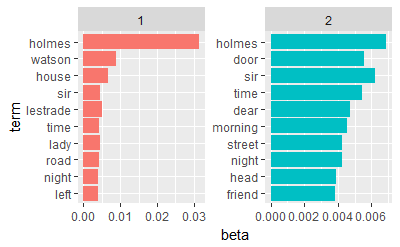 1
2
term
holmes
watson
house
sir
lestrade
time
lady
road
night
left
0.00 0.01 0.02 0.03
holmes
door
sir
time
dear
morning
street
night
head
friend
0.000 0.002 0.004 0.006
beta